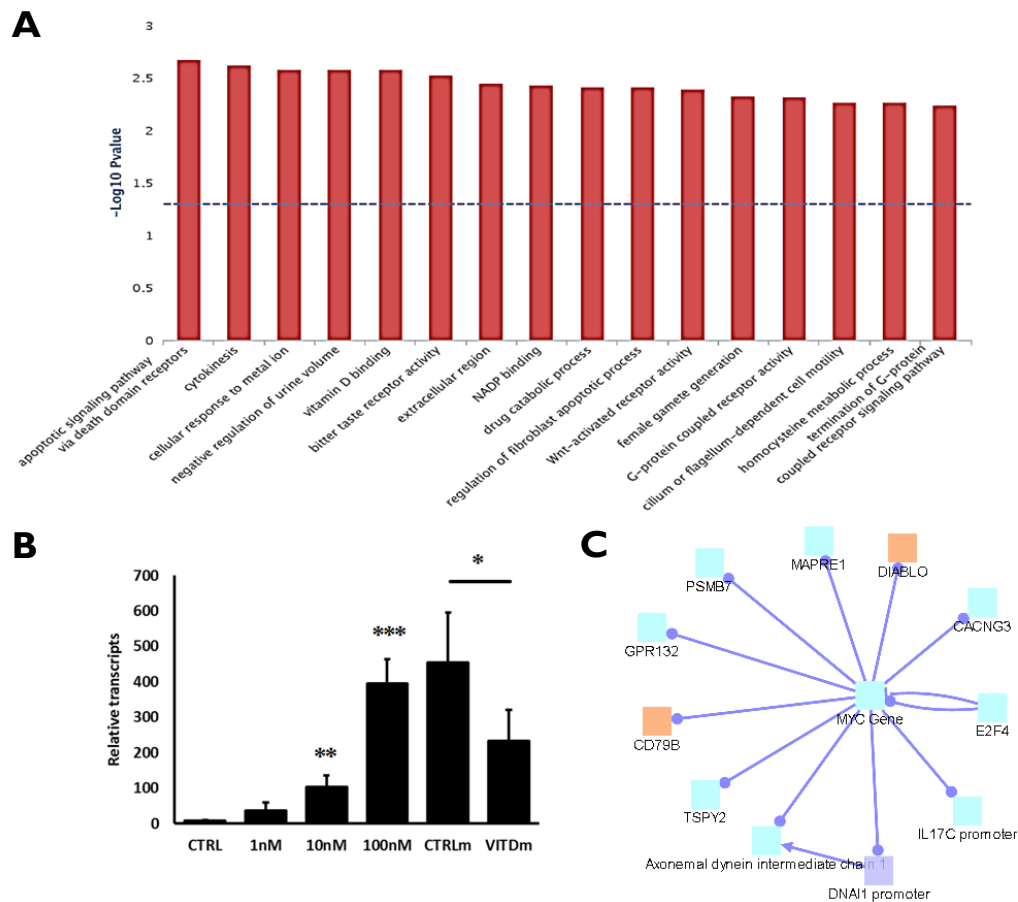 A
3
2.5
2
1.5
1
0.5
0
-Log10 Pvalue
apoptotic signaling pathway
via death domain receptors
cytokinesis
cellular response to metal ion
negative regulation of urine volume
vitamin D binding
bitter taste receptor activity
extracellular region
NADP binding
drug catabolic process
regulation of fibroblast apoptotic process
Wnt-activated receptor activity
female gamete generation
G-protein coupled receptor activity
cilium or flagellum-dependent cell motility
homocysteine metabolic process
termination of G-protein
coupled receptor signaling pathway
B
700
600
500
400
300
200
100
0
Relative transcripts
**
***
*
CTRL 1nM 10nM 100nM CTRLm VITDm
C
MAPRE1
DIABLO
PSMB7
CACNG3
GPR132
MYC Gene
E2F4
CD79B
TSPY2
IL17C promoter
Axonemal dynein intermediate chain 1
DNAI1 promoter